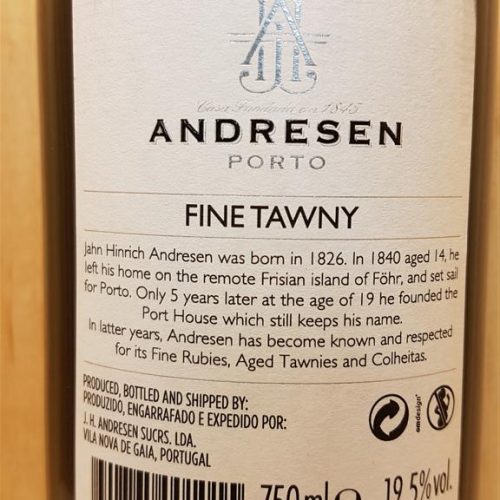 Casa Fundada en 1845
ANDRESEN
PORTO
FINE TAWNY
Jahn Hinrich Andresen was born in 1826. In 1840 aged 14, he
left his home on the remote Frisian island of Föhr, and set sail
for Porto. Only 5 years later at the age of 19 he founded the
Port House which still keeps his name.
In latter years, Andresen has become known and respected
for its Fine Rubies, Aged Tawnies and Colheitas.
PRODUCED, BOTTLED AND SHIPPED BY:
PRODUZIDO, ENGARRAFADO E EXPEDIDO POR:
J. H. ANDRESEN SUCRS. LDA.
VILA NOVA DE GAIA, PORTUGAL
omdesign
750 ml e 19,5% vol.